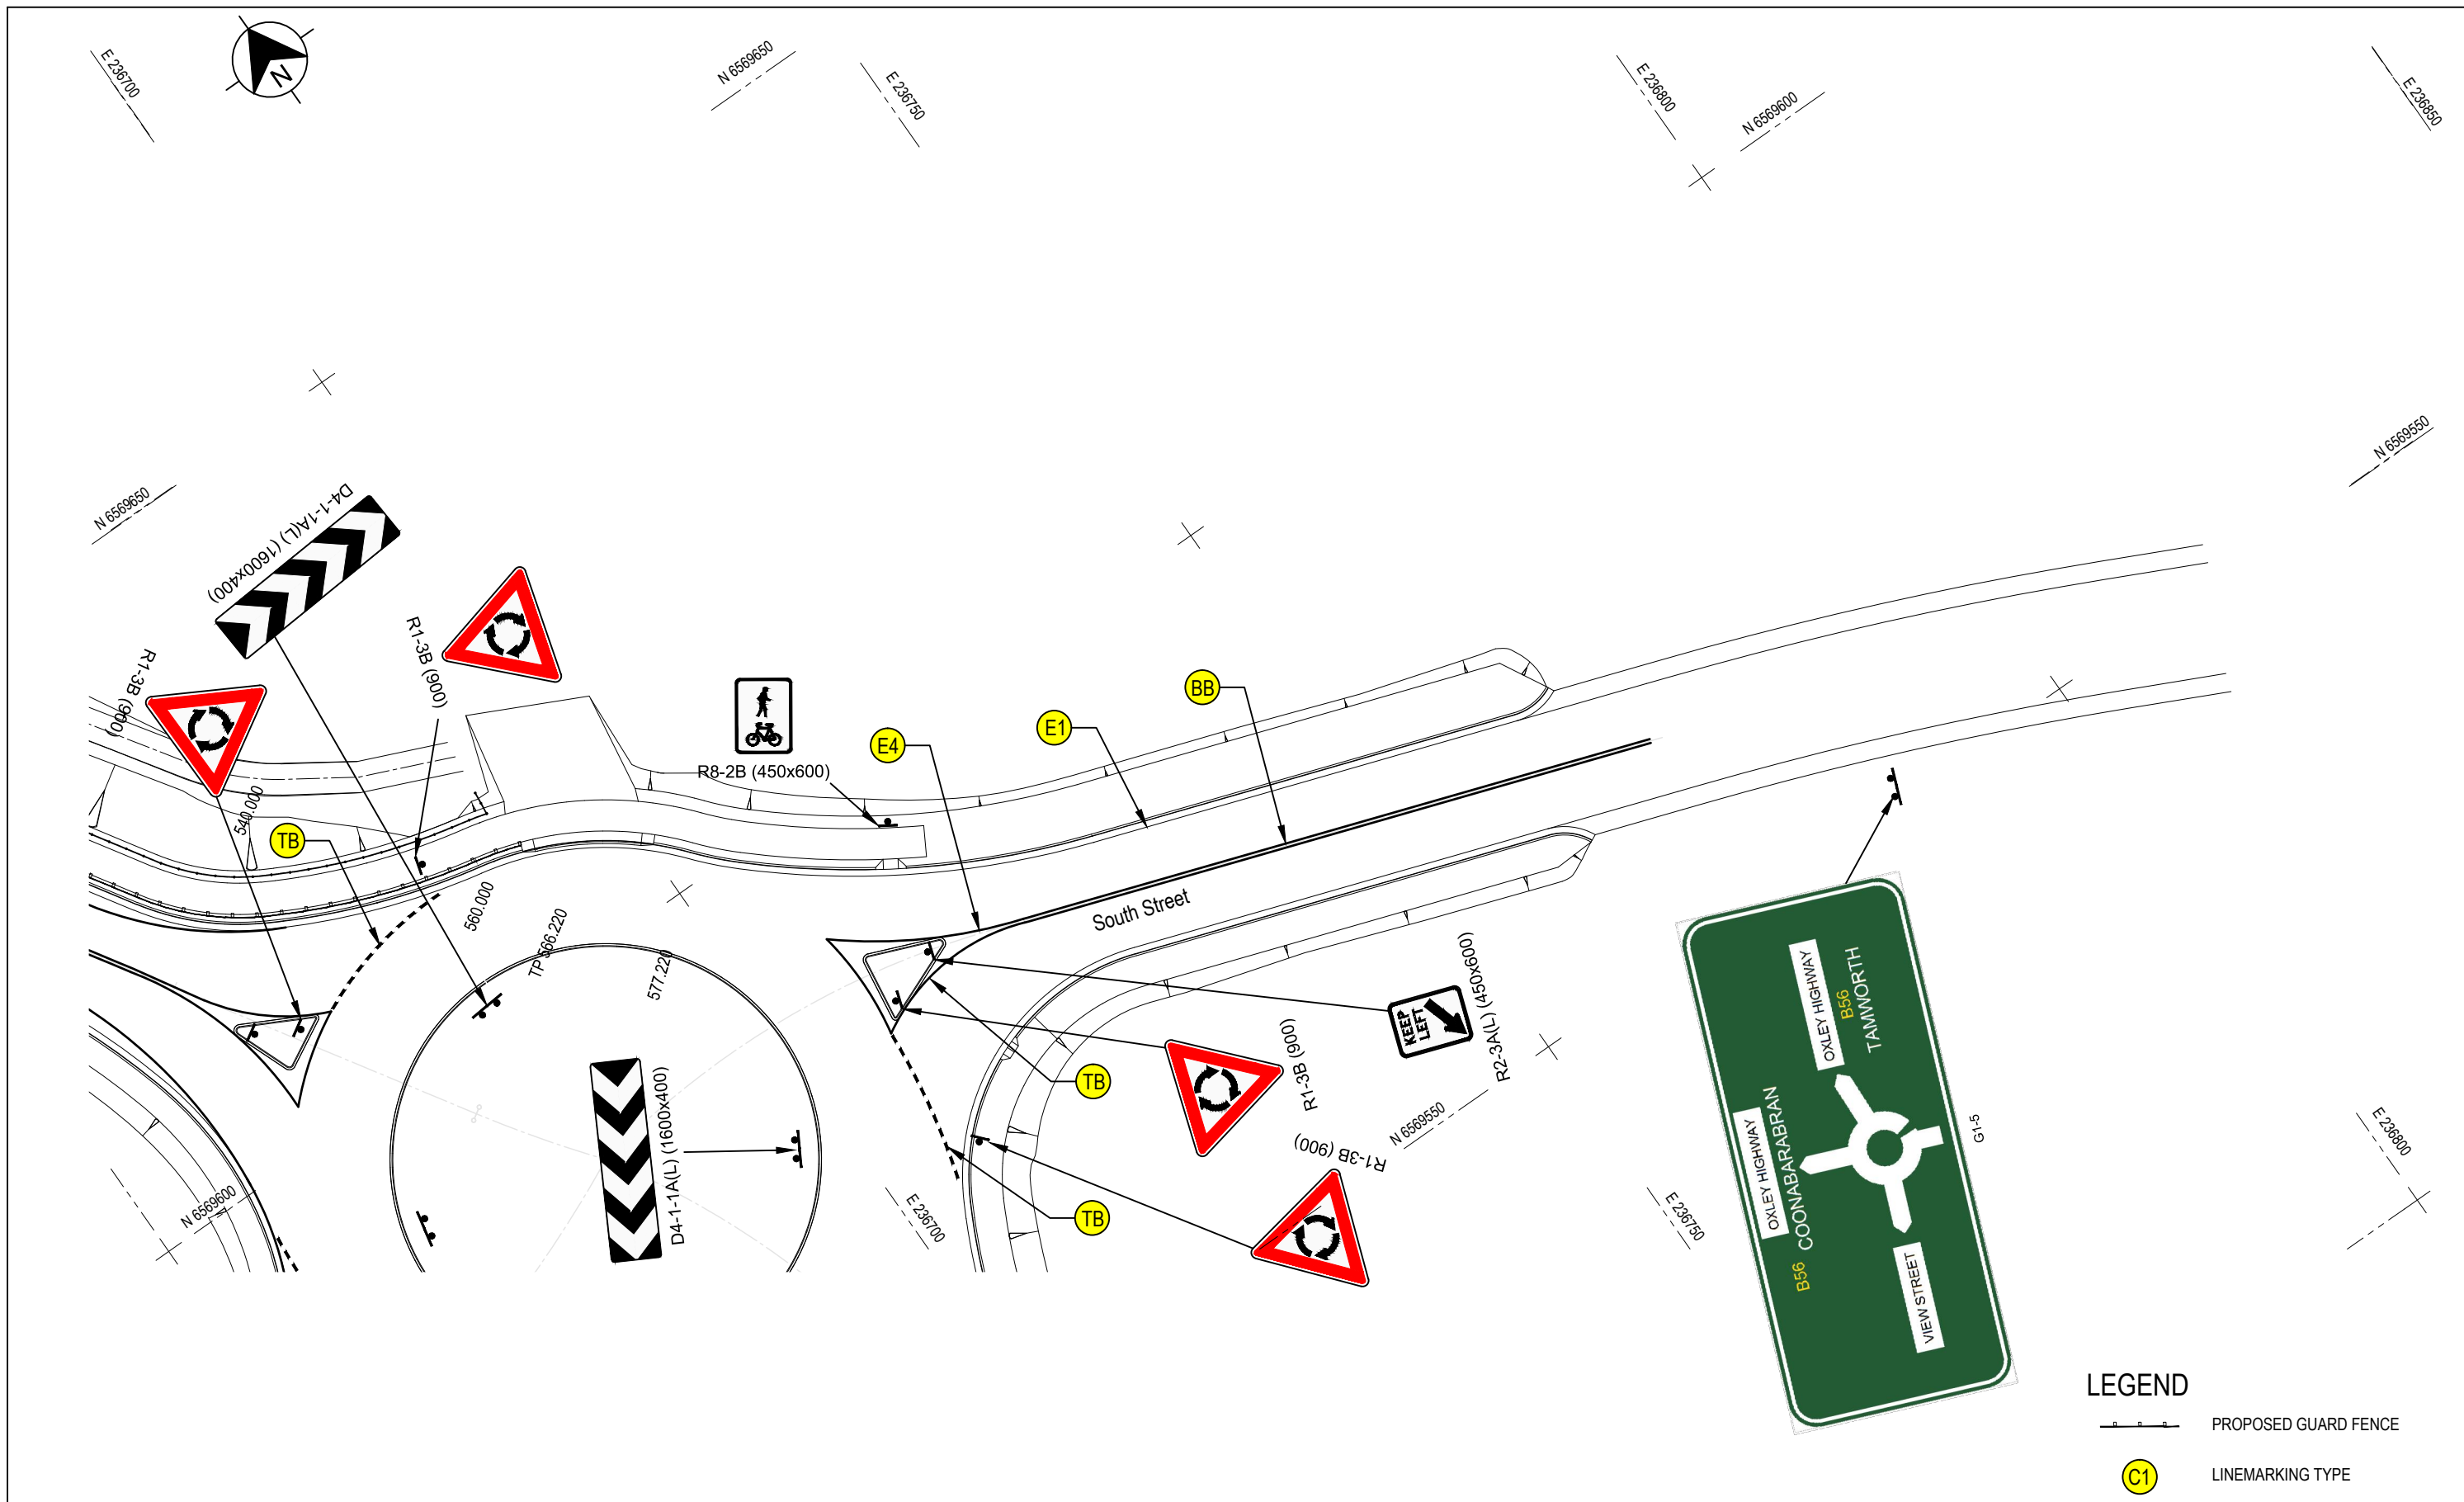 E 236700
N
N 6569650
E 236750
E 236800
N 6569600
E 236850
N 6569650
N 6569550
D4-1-1A(L) (1600x400)
R1-3B (900)
R1-3B (900)
R8-2B (450x600)
E4
E1
BB
540.000
TB
560.000
TP 566.220
577.220
South Street
KEEP
LEFT
R2-3A(L) (450x600)
TB
R1-3B (900)
R1-3B (900)
TB
N 6569550
D4-1-1A(L) (1600x400)
N 6569600
E 236700
E 236750
E 236800
OXLEY HIGHWAY
B56
TAMWORTH
OXLEY HIGHWAY
B56 COONABARABRAN
VIEW STREET
G1-5
LEGEND
PROPOSED GUARD FENCE
C1
LINEMARKING TYPE